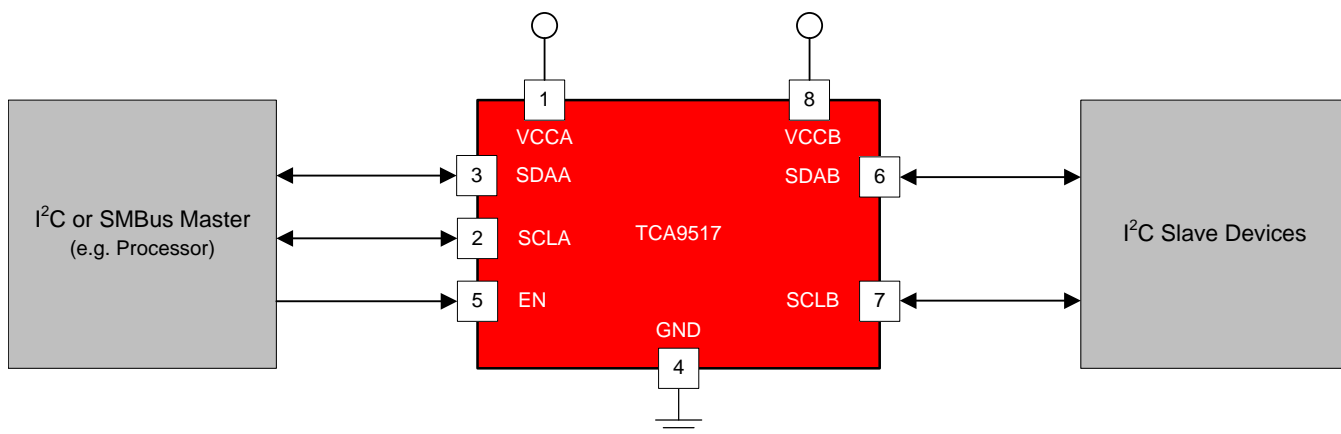 1
8
VCCA
VCCB
3
SDAA
SDAB
6
I²C or SMBus Master
(e.g. Processor)
2
SCLA
TCA9517
I²C Slave Devices
5
EN
SCLB
7
GND
4